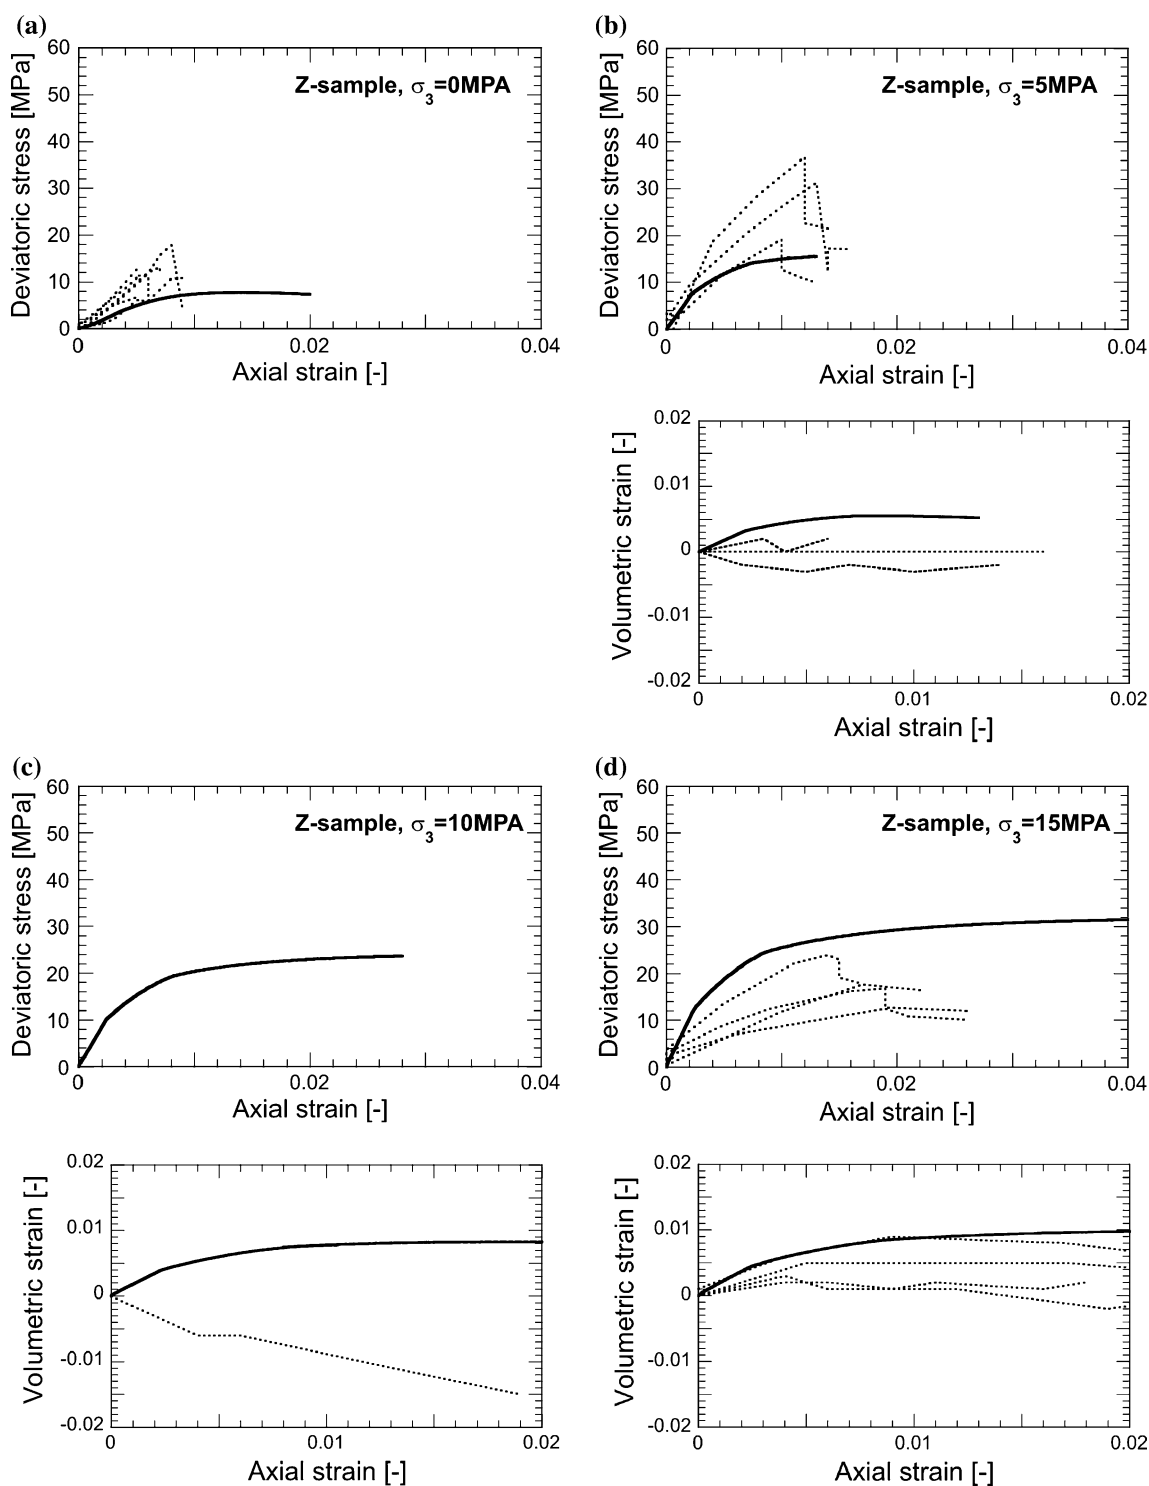 (a)
Deviatoric stress [MPa]
60
50
40
30
20
10
0
Z-sample, σ3=0MPA
0
0.02
0.04
Axial strain [-]
(b)
Deviatoric stress [MPa]
60
50
40
30
20
10
0
Z-sample, σ3=5MPA
0
0.02
0.04
Axial strain [-]
Volumetric strain [-]
0.02
0.01
0
-0.01
-0.02
0
0.01
0.02
Axial strain [-]
(c)
Deviatoric stress [MPa]
60
50
40
30
20
10
0
Z-sample, σ3=10MPA
0
0.02
0.04
Axial strain [-]
Volumetric strain [-]
0.02
0.01
0
-0.01
-0.02
0
0.01
0.02
Axial strain [-]
(d)
Deviatoric stress [MPa]
60
50
40
30
20
10
0
Z-sample, σ3=15MPA
0
0.02
0.04
Axial strain [-]
Volumetric strain [-]
0.02
0.01
0
-0.01
-0.02
0
0.01
0.02
Axial strain [-]